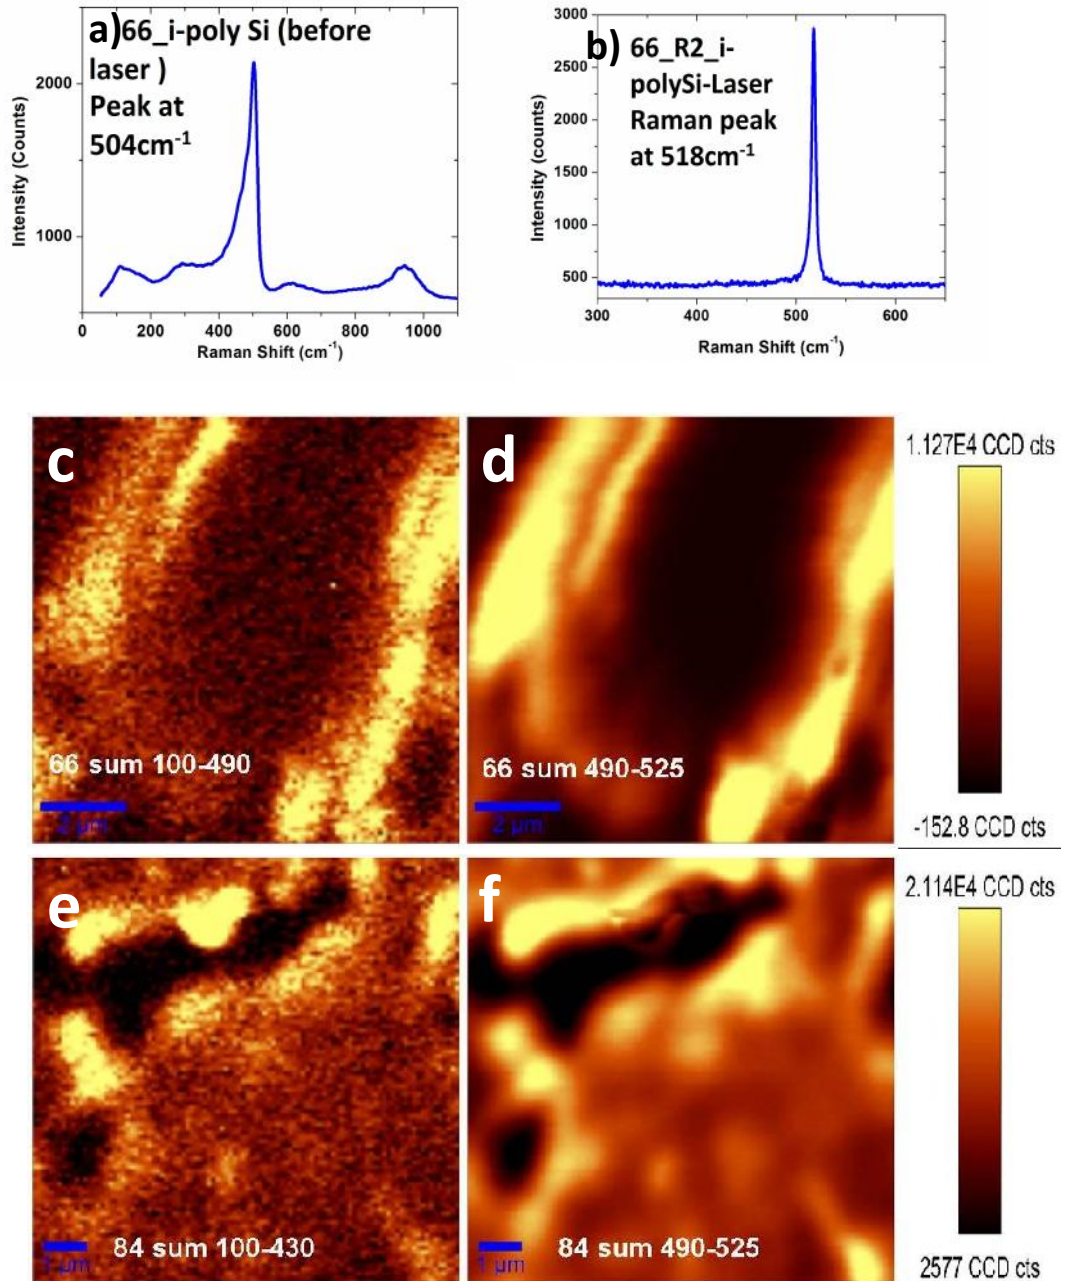 a) 66_i-poly Si (before
laser )
Peak at
504cm⁻¹
2000
1000
Intensity (Counts)
0 200 400 600 800 1000
Raman Shift (cm⁻¹)
b) 66_R2_i-
polySi-Laser
Raman peak
at 518cm⁻¹
3000
2500
2000
1500
1000
500
Intensity (counts)
300 400 500 600
Raman Shift (cm⁻¹)
c
66 sum 100-490
2 µm
d
66 sum 490-525
2 µm
1.127E4 CCD cts
-152.8 CCD cts
e
84 sum 100-430
1 µm
f
84 sum 490-525
1 µm
2.114E4 CCD cts
2577 CCD cts